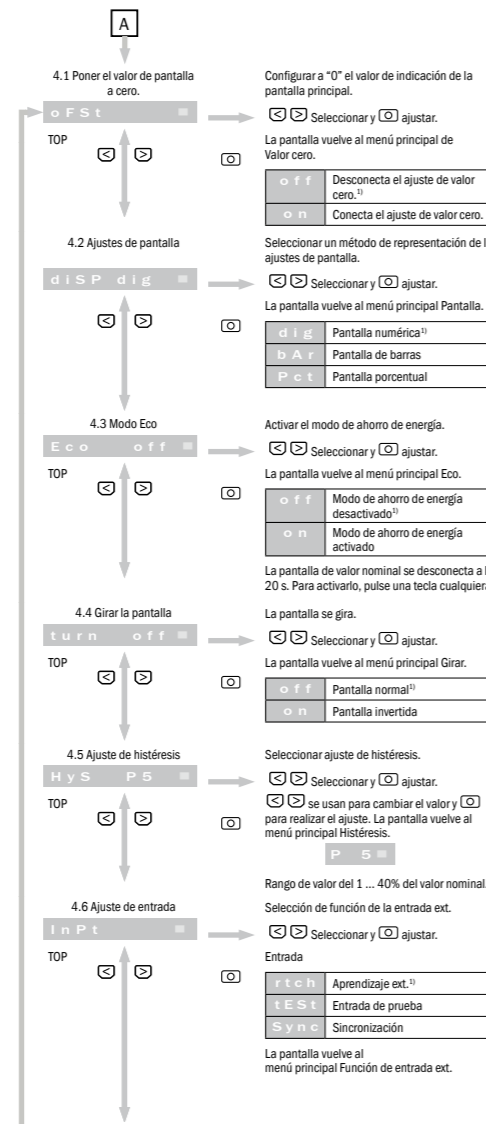 A
4.1 Poner el valor de pantalla
a cero.
oFSt
TOP
Configurar a “0” el valor de indicación de la
pantalla principal.
Seleccionar y ajustar.
La pantalla vuelve al menú principal de
Valor cero.
off Desconecta el ajuste de valor
cero.1)
on Conecta el ajuste de valor cero.
4.2 Ajustes de pantalla
diSP dig
Seleccionar un método de representación de
ajustes de pantalla.
Seleccionar y ajustar.
La pantalla vuelve al menú principal Pantalla.
dig Pantalla numérica1)
bAr Pantalla de barras
Pct Pantalla porcentual
4.3 Modo Eco
Eco off
TOP
Activar el modo de ahorro de energía.
Seleccionar y ajustar.
La pantalla vuelve al menú principal Eco.
off Modo de ahorro de energía
desactivado1)
on Modo de ahorro de energía
activado
La pantalla de valor nominal se desconecta a
20 s. Para activarlo, pulse una tecla cualquier
4.4 Girar la pantalla
turn off
TOP
La pantalla se gira.
Seleccionar y ajustar.
La pantalla vuelve al menú principal Girar.
off Pantalla normal1)
on Pantalla invertida
4.5 Ajuste de histéresis
HyS P5
TOP
Seleccionar ajuste de histéresis.
Seleccionar y ajustar.
se usan para cambiar el valor y
para realizar el ajuste. La pantalla vuelve al
menú principal Histéresis.
P 5
Rango de valor del 1 ... 40% del valor nominal.
4.6 Ajuste de entrada
InPt
TOP
Selección de función de la entrada ext.
Seleccionar y ajustar.
Entrada
rtch Aprendizaje ext.1)
tESt Entrada de prueba
Sync Sincronización
La pantalla vuelve al
menú principal Función de entrada ext.